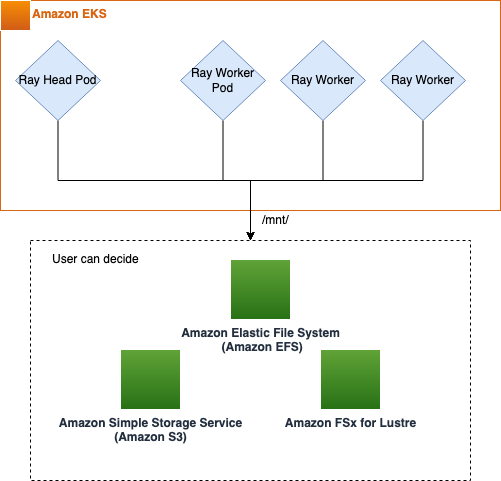 Amazon EKS
Ray Head Pod
Ray Worker
Pod
Ray Worker
Ray Worker
/mnt/
User can decide
Amazon Elastic File System
(Amazon EFS)
Amazon Simple Storage Service
(Amazon S3)
Amazon FSx for Lustre